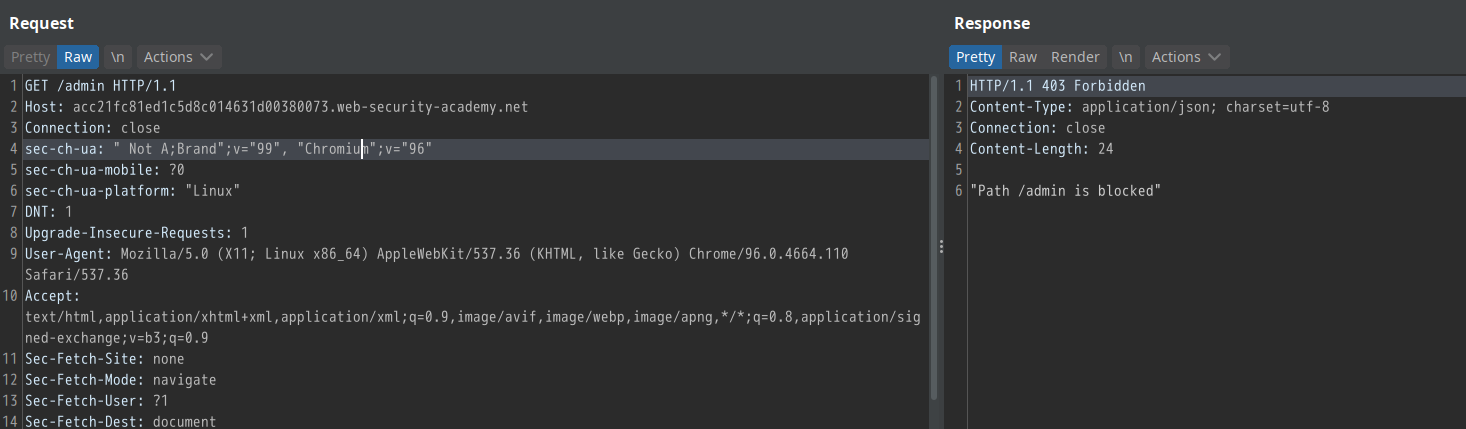 Request
Pretty Raw \n Actions
1 GET /admin HTTP/1.1
2 Host: acc21fc81ed1c5d8c014631d00380073.web-security-academy.net
3 Connection: close
4 sec-ch-ua: " Not A;Brand";v="99", "Chromium";v="96"
5 sec-ch-ua-mobile: ?0
6 sec-ch-ua-platform: "Linux"
7 DNT: 1
8 Upgrade-Insecure-Requests: 1
9 User-Agent: Mozilla/5.0 (X11; Linux x86_64) AppleWebKit/537.36 (KHTML, like Gecko) Chrome/96.0.4664.110
Safari/537.36
10 Accept:
text/html,application/xhtml+xml,application/xml;q=0.9,image/avif,image/webp,image/apng,*/*;q=0.8,application/sig
ned-exchange;v=b3;q=0.9
11 Sec-Fetch-Site: none
12 Sec-Fetch-Mode: navigate
13 Sec-Fetch-User: ?1
14 Sec-Fetch-Dest: document
Response
Pretty Raw Render \n Actions
1 HTTP/1.1 403 Forbidden
2 Content-Type: application/json; charset=utf-8
3 Connection: close
4 Content-Length: 24
5
6 "Path /admin is blocked"